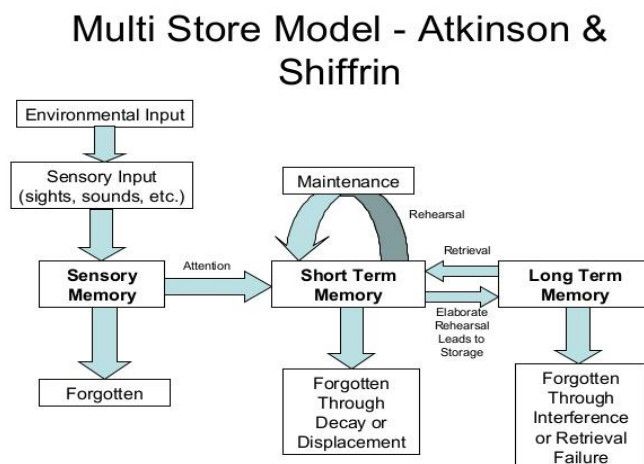 Multi Store Model - Atkinson &
Shiffrin
Environmental Input
Sensory Input
(sights, sounds, etc.)
Maintenance
Rehearsal
Attention
Retrieval
Sensory
Memory
Short Term
Memory
Long Term
Memory
Elaborate
Rehearsal
Leads to
Storage
Forgotten
Forgotten
Through
Decay or
Displacement
Forgotten
Through
Interference
or Retrieval
Failure